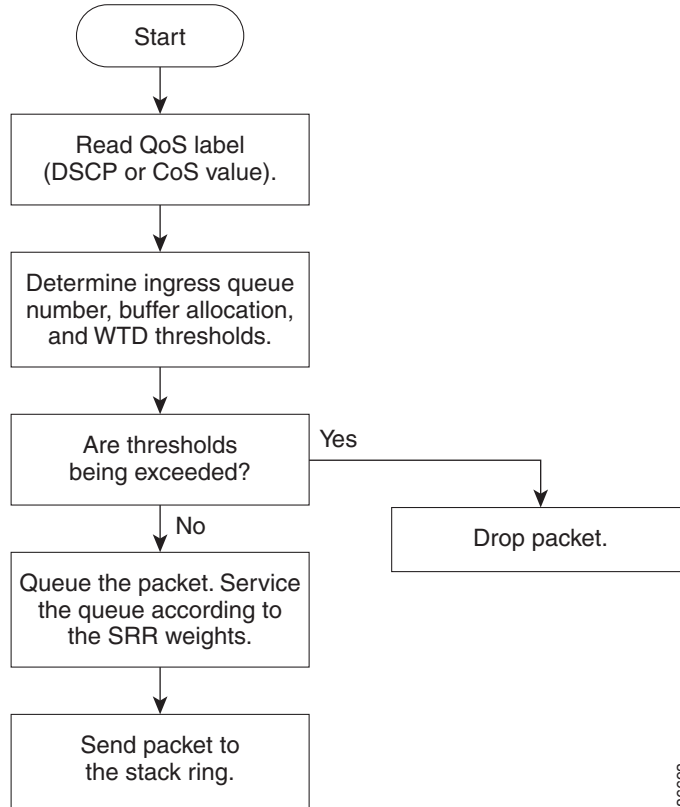 Start
Read QoS label
(DSCP or CoS value).
Determine ingress queue
number, buffer allocation,
and WTD thresholds.
Are thresholds
being exceeded?
Yes
Drop packet.
No
Queue the packet. Service
the queue according to
the SRR weights.
Send packet to
the stack ring.